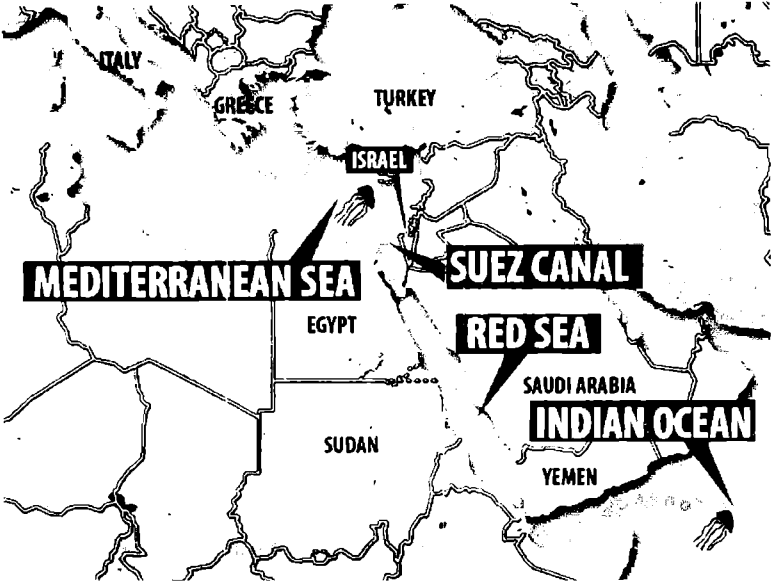 ITALY
GREECE
TURKEY
ISRAEL
MEDITERRANEAN SEA
SUEZ CANAL
EGYPT
RED SEA
SAUDI ARABIA
INDIAN OCEAN
SUDAN
YEMEN